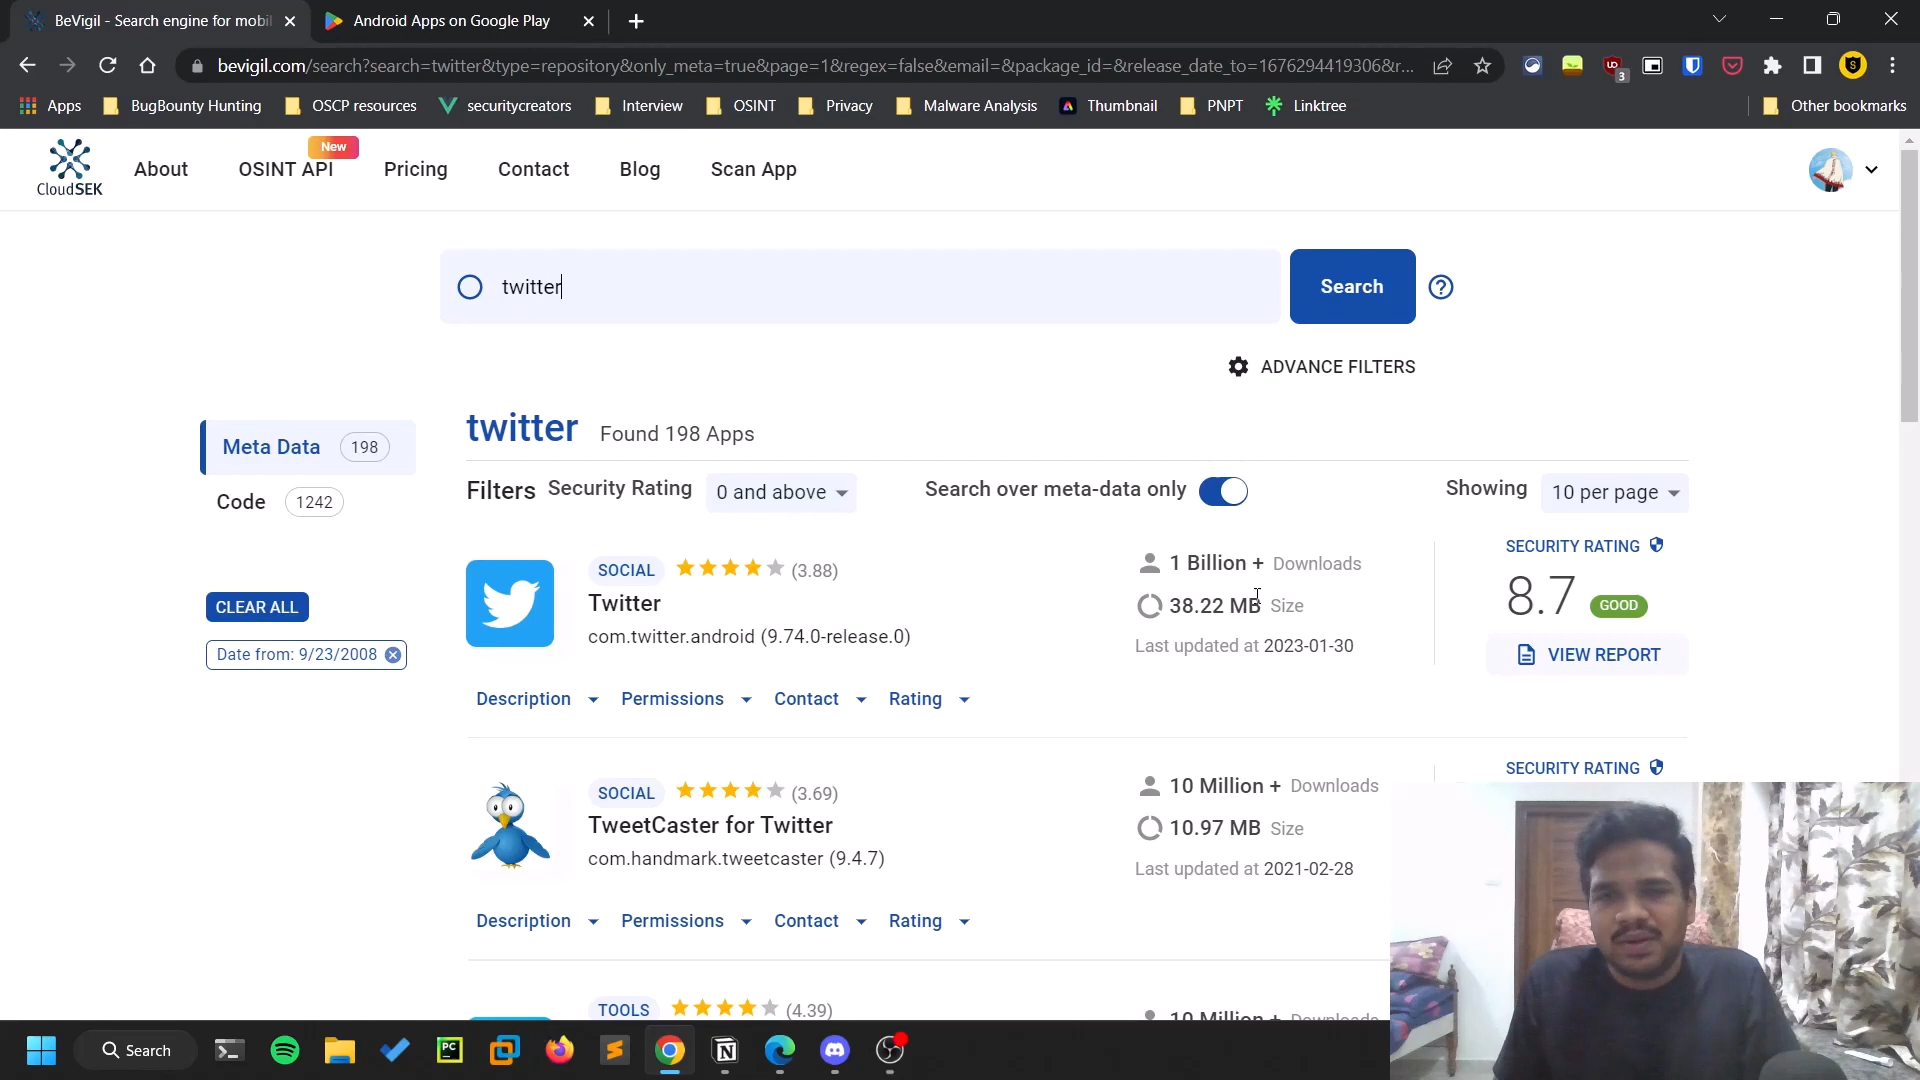 BeVigil - Search engine for mobil
Android Apps on Google Play
bevigil.com/search?search=twitter&type=repository&only_meta=true&page=1&regex=false&email=&package_id=&release_date_to=1676294419306&r...
3
S
Apps
BugBounty Hunting
OSCP resources
securitycreators
Interview
OSINT
Privacy
Malware Analysis
Thumbnail
PNPT
Linktree
Other bookmarks
CloudSEK
About
OSINT API
New
Pricing
Contact
Blog
Scan App
twitter
Search
ADVANCE FILTERS
Meta Data 198
Code 1242
CLEAR ALL
Date from: 9/23/2008
twitter Found 198 Apps
Filters Security Rating 0 and above Search over meta-data only Showing 10 per page
SOCIAL (3.88)
Twitter
com.twitter.android (9.74.0-release.0)
1 Billion + Downloads
38.22 MB Size
Last updated at 2023-01-30
SECURITY RATING
8.7 GOOD
VIEW REPORT
Description Permissions Contact Rating
SOCIAL (3.69)
TweetCaster for Twitter
com.handmark.tweetcaster (9.4.7)
10 Million + Downloads
10.97 MB Size
Last updated at 2021-02-28
SECURITY RATING
Description Permissions Contact Rating
TOOLS (4.39)
10 Million + Downloads
Search
PC